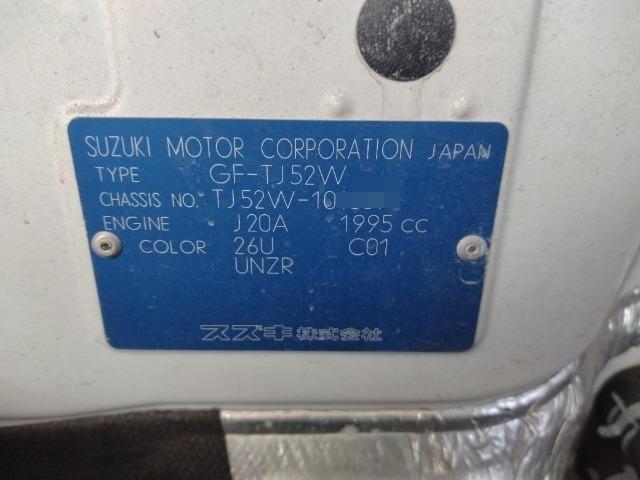 SUZUKI MOTOR CORPORATION JAPAN
TYPE GF-TJ52W
CHASSIS NO. TJ52W-10
ENGINE J20A 1995 cc
COLOR 26U C01
UNZR
スズキ株式会社